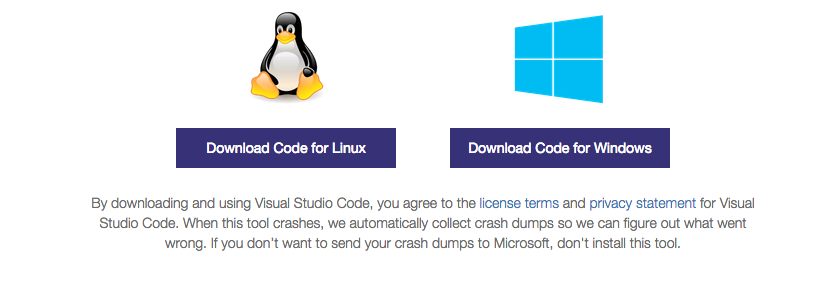 Download Code for Linux
Download Code for Windows
By downloading and using Visual Studio Code, you agree to the license terms and privacy statement for Visual
Studio Code. When this tool crashes, we automatically collect crash dumps so we can figure out what went
wrong. If you don't want to send your crash dumps to Microsoft, don't install this tool.